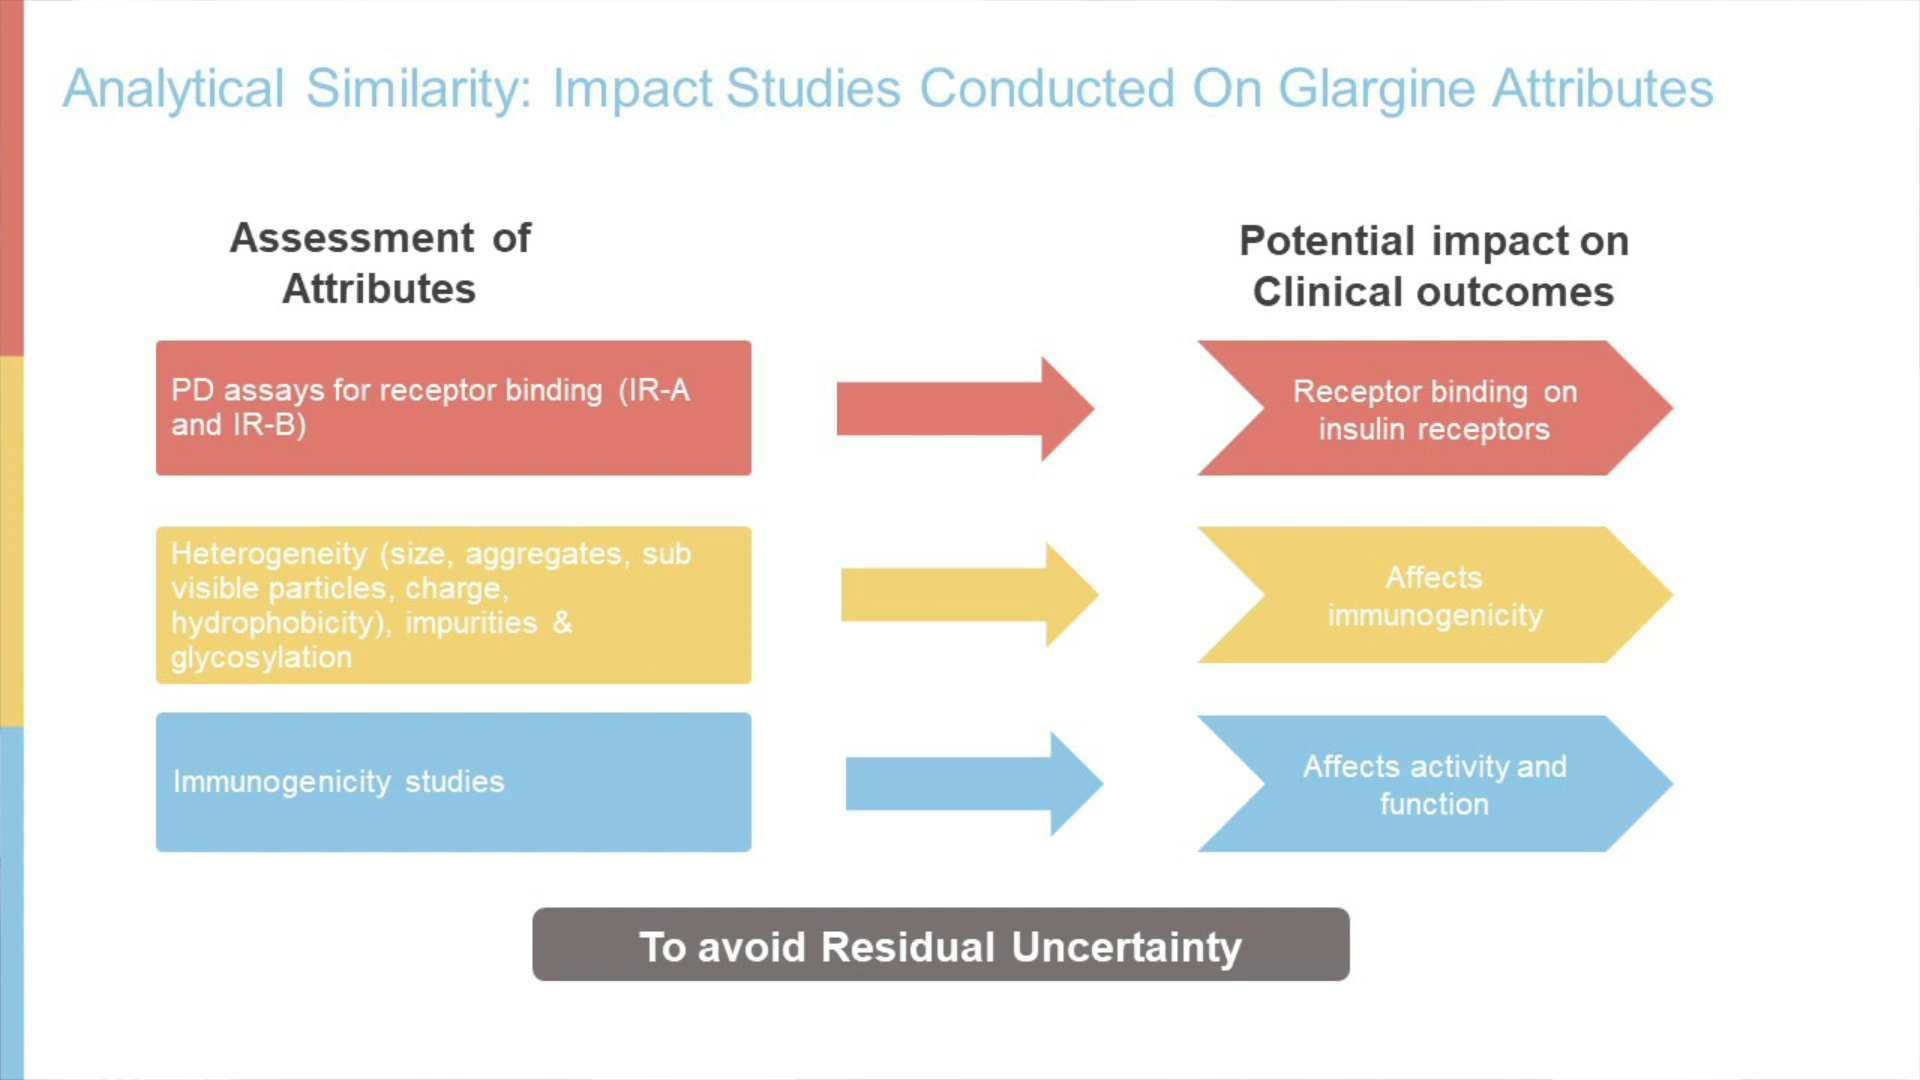 Analytical Similarity: Impact Studies Conducted On Glargine Attributes
Assessment of
Attributes
Potential impact on
Clinical outcomes
PD assays for receptor binding (IR-A
and IR-B)
Receptor binding on
insulin receptors
Heterogeneity (size, aggregates, sub
visible particles, charge,
hydrophobicity), impurities &
glycosylation
Affects
immunogenicity
Immunogenicity studies
Affects activity and
function
To avoid Residual Uncertainty